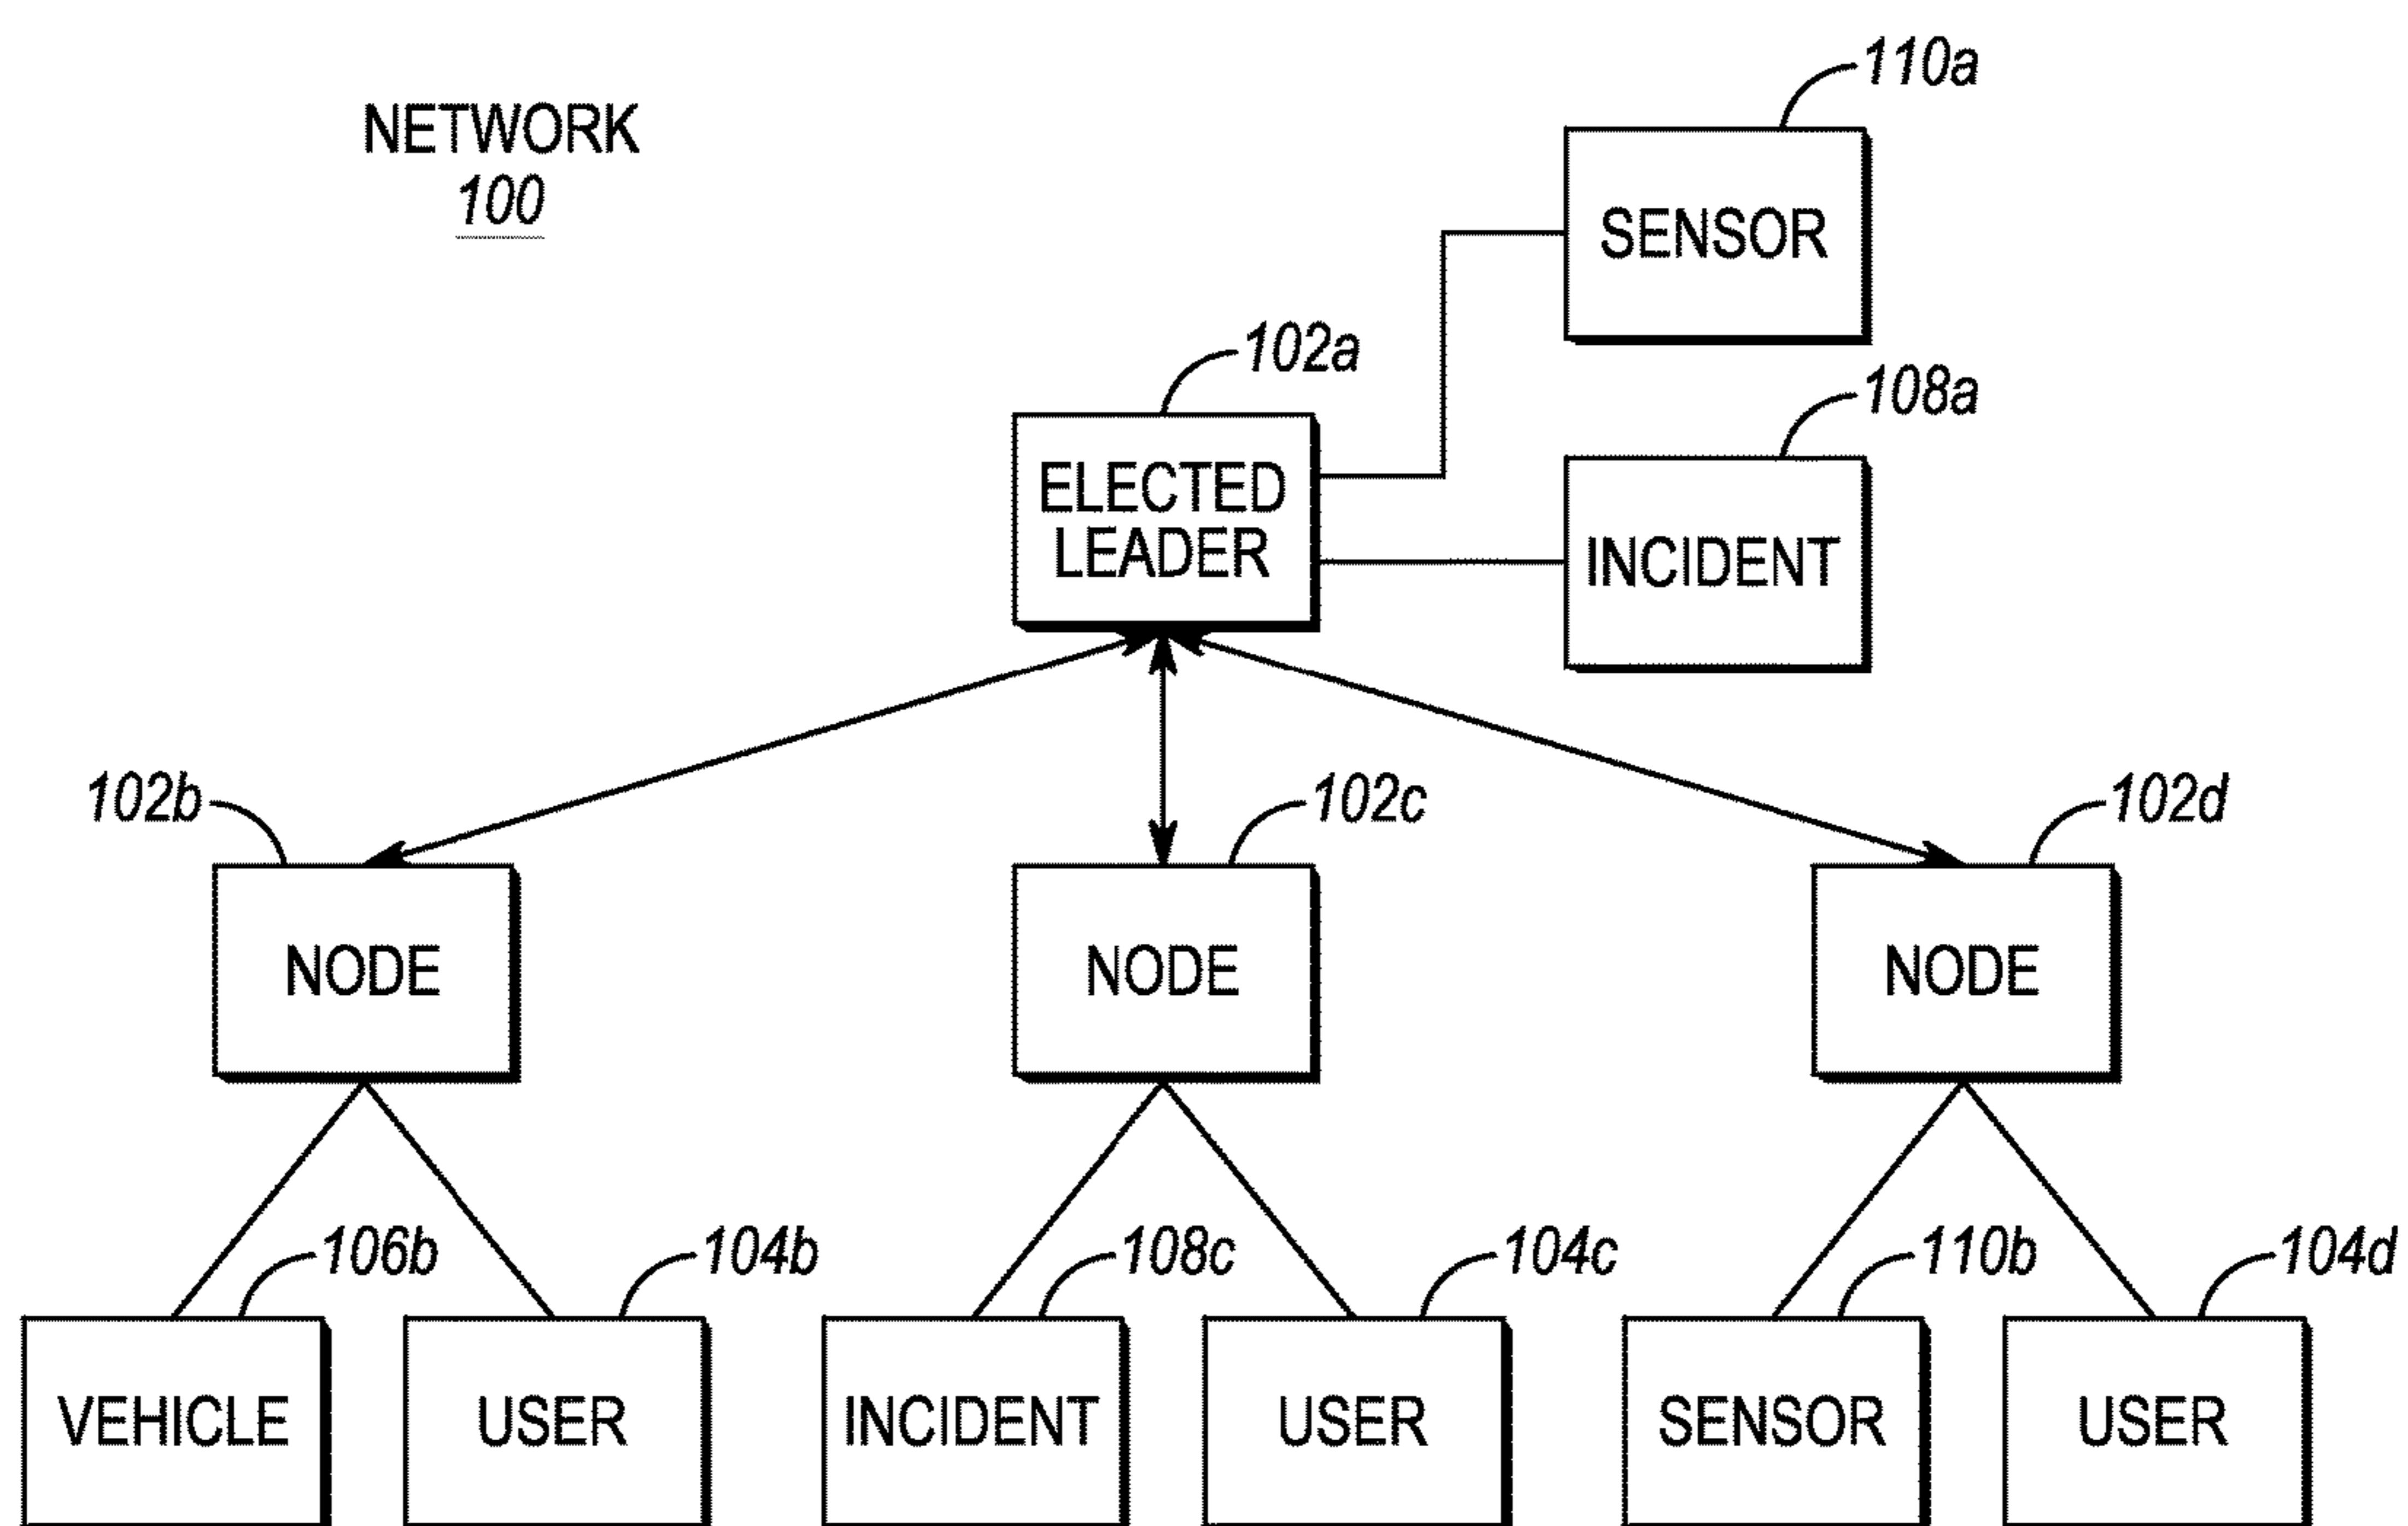 NETWORK
100
110a
SENSOR
102a
108a
ELECTED
LEADER
INCIDENT
102b
102c
102d
NODE
NODE
NODE
106b
104b
108c
104c
110b
104d
VEHICLE
USER
INCIDENT
USER
SENSOR
USER